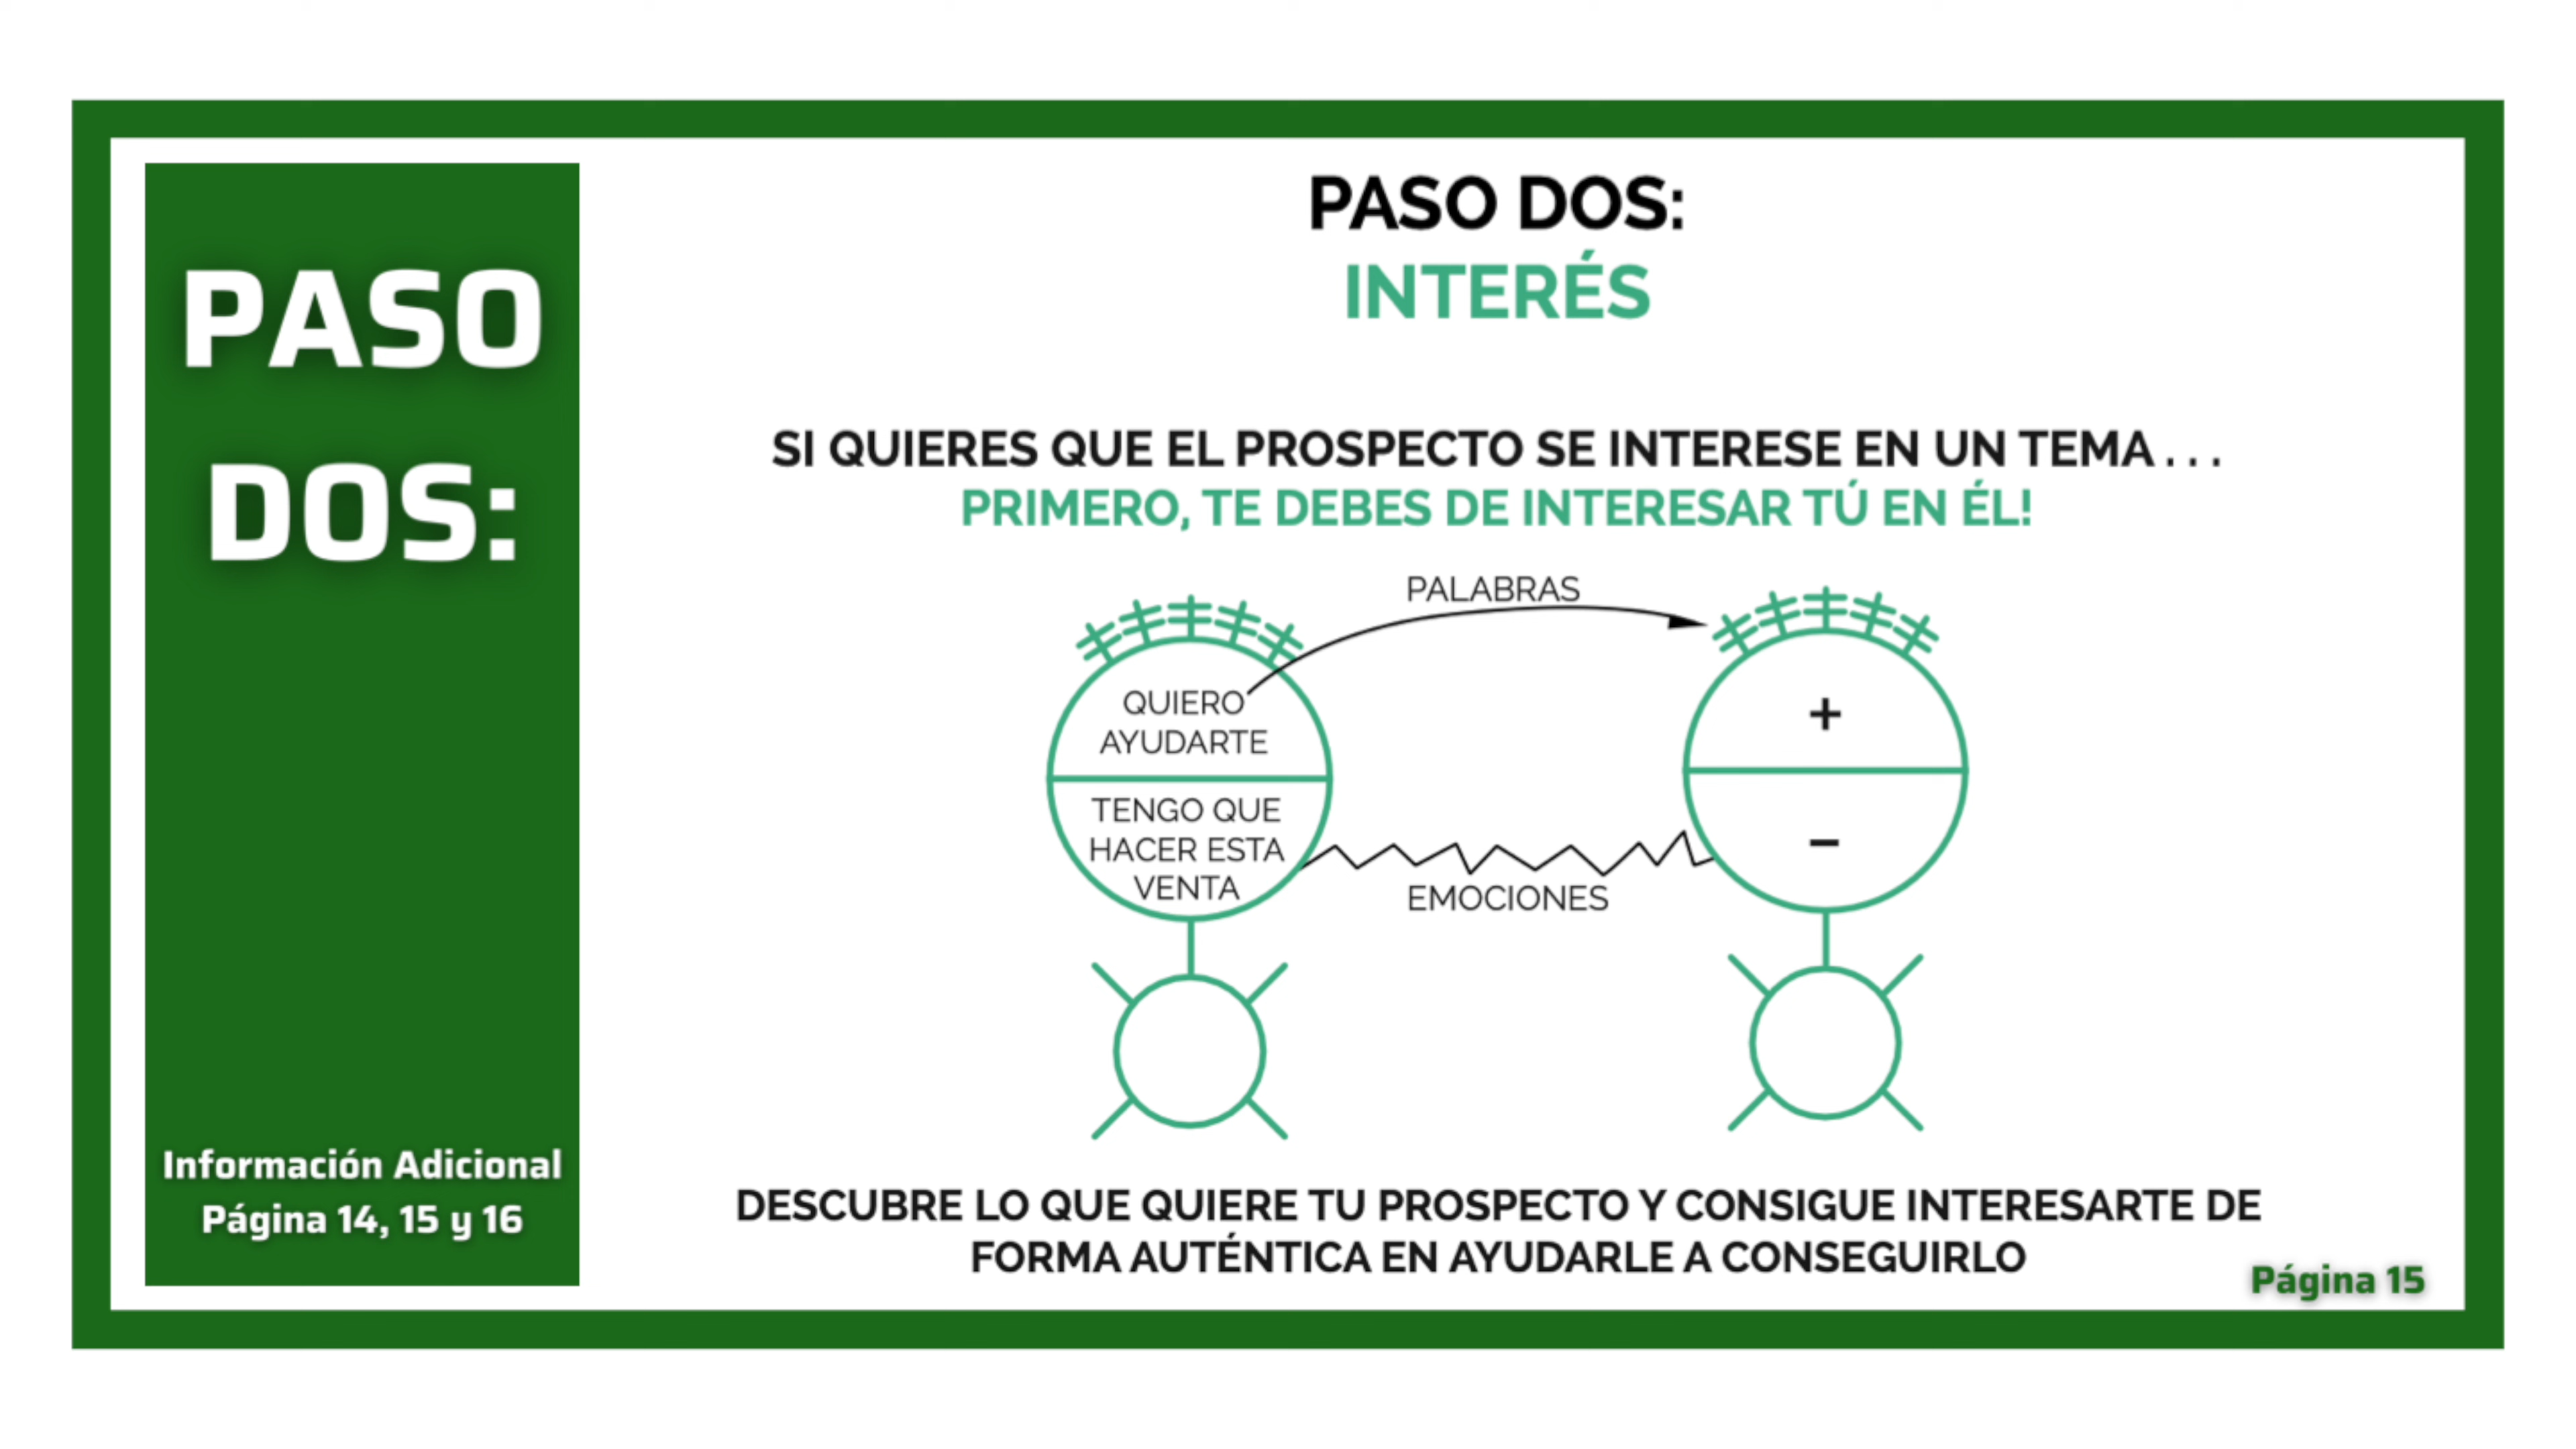 PASO
DOS:
Información Adicional
Página 14, 15 y 16
PASO DOS:
INTERÉS
SI QUIERES QUE EL PROSPECTO SE INTERESE EN UN TEMA . . .
PRIMERO, TE DEBES DE INTERESAR TÚ EN ÉL!
PALABRAS
QUIERO
AYUDARTE
TENGO QUE
HACER ESTA
VENTA
EMOCIONES
+
–
DESCUBRE LO QUE QUIERE TU PROSPECTO Y CONSIGUE INTERESARTE DE
FORMA AUTÉNTICA EN AYUDARLE A CONSEGUIRLO
Página 15